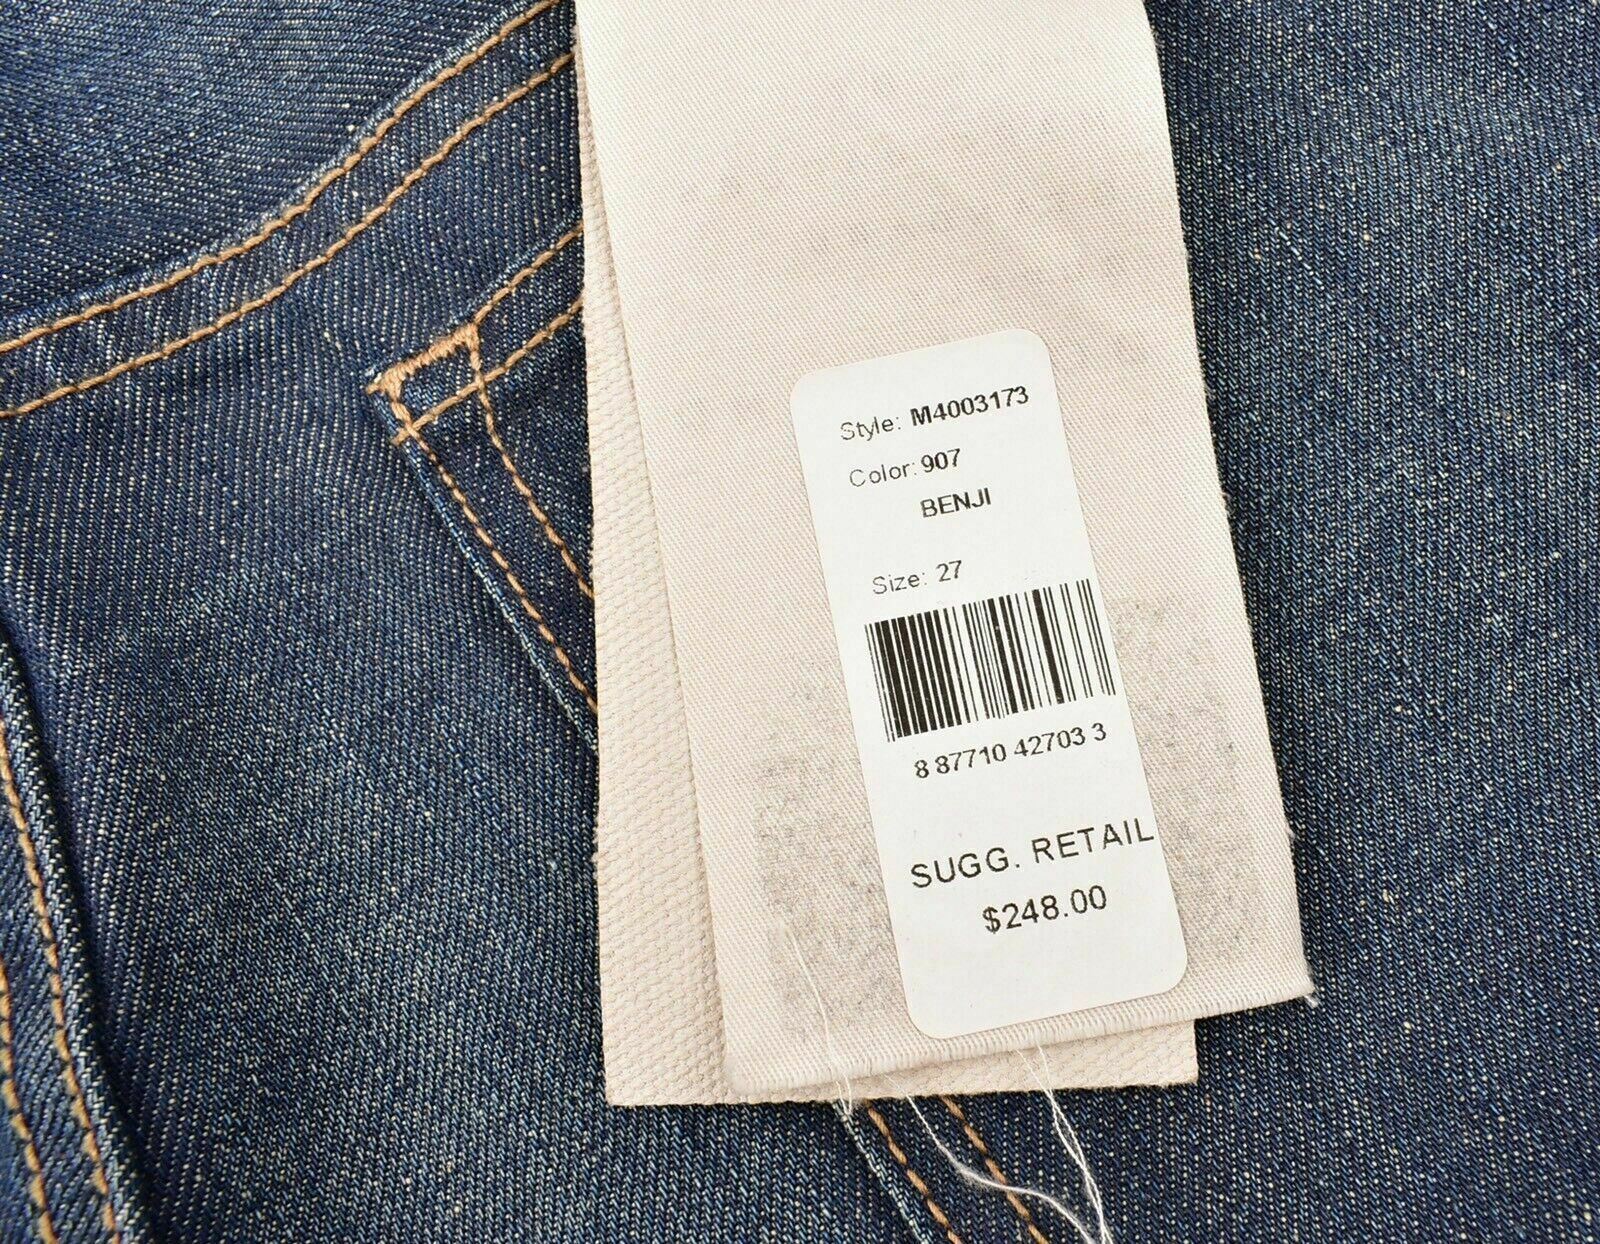 Style: M4003173
Color: 907
BENJI
Size: 27
8 87710 42703 3
SUGG. RETAIL
$248.00